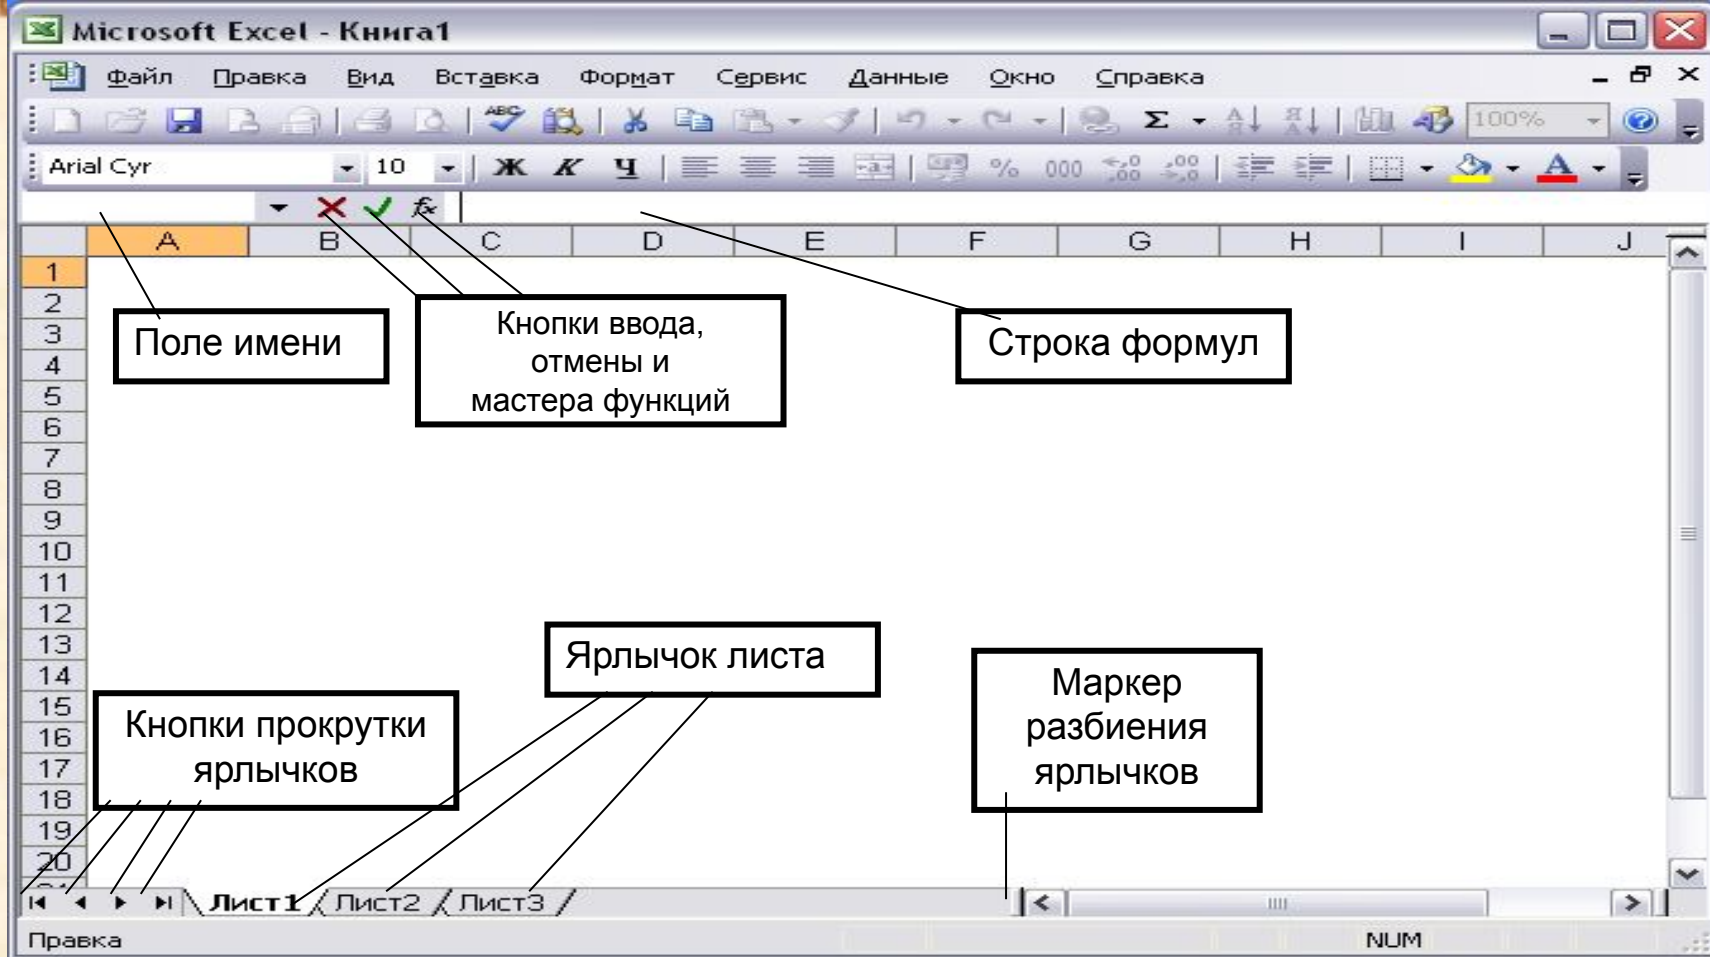 Microsoft Excel - Книга1
Файл Правка Вид Вставка Формат Сервис Данные Окно Справка
ABC Σ 100%
Arial Cyr 10 Ж К Ч % 000 A
fx
A B C D E F G H I J
1
2
3
4
5
6
7
8
9
10
11
12
13
14
15
16
17
18
19
20
Поле имени
Кнопки ввода,
отмены и
мастера функций
Строка формул
Ярлычок листа
Кнопки прокрутки
ярлычков
Маркер
разбиения
ярлычков
Лист1 Лист2 Лист3
Правка NUM